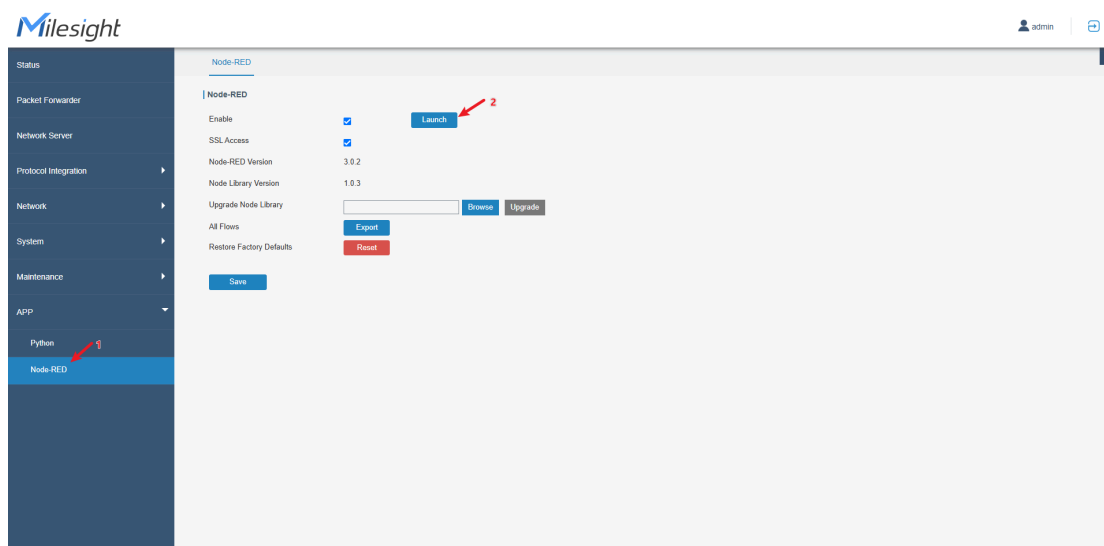 Milesight
admin
Status
Packet Forwarder
Network Server
Protocol Integration
Network
System
Maintenance
APP
Python
1
Node-RED
Node-RED
Node-RED
Enable
Launch
2
SSL Access
Node-RED Version 3.0.2
Node Library Version 1.0.3
Upgrade Node Library Browse Upgrade
All Flows Export
Restore Factory Defaults Reset
Save